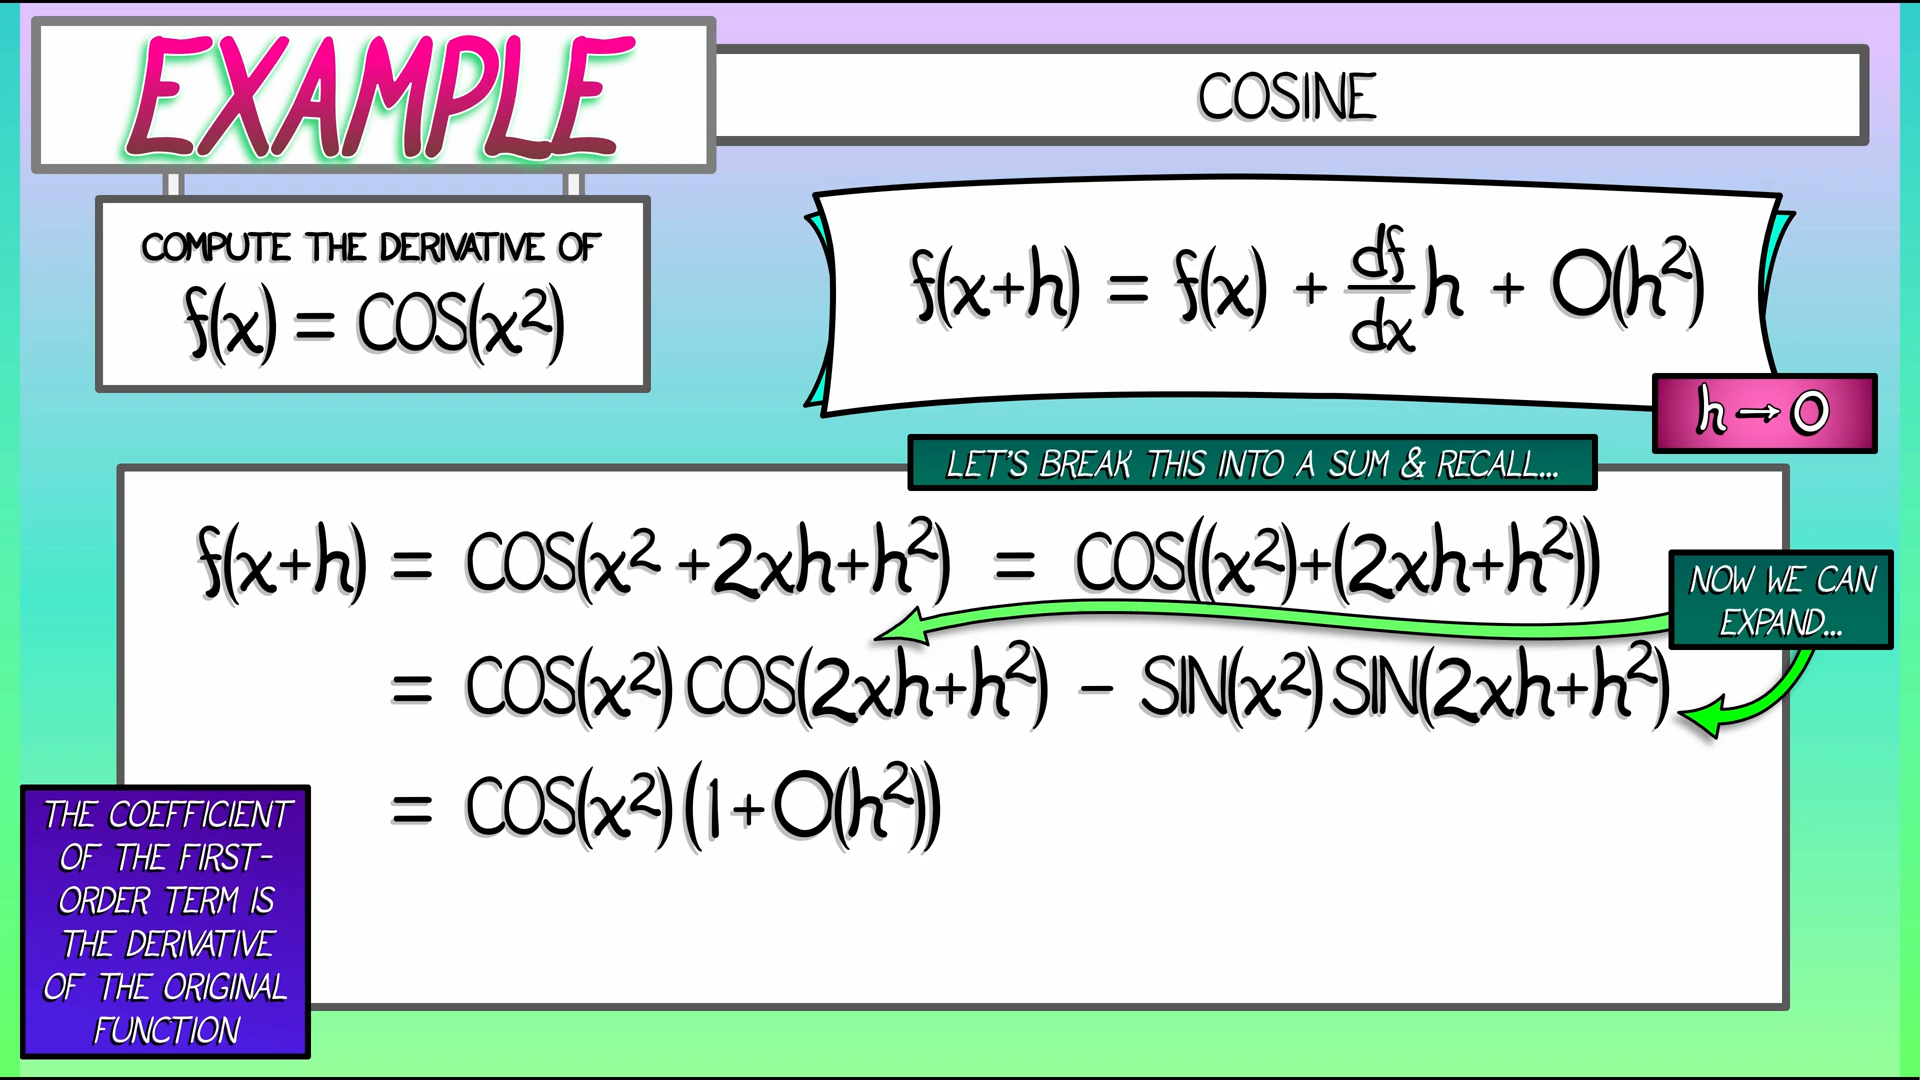 EXAMPLE
COSINE
COMPUTE THE DERIVATIVE OF
f(x) = COS(x²)
f(x+h) = f(x) + df/dx h + O(h²)
h→0
LET'S BREAK THIS INTO A SUM & RECALL...
f(x+h) = COS(x² +2xh+h²) = COS((x²)+(2xh+h²))
NOW WE CAN
EXPAND...
= COS(x²) COS(2xh+h²) − SIN(x²) SIN(2xh+h²)
= COS(x²) (1+O(h²))
THE COEFFICIENT
OF THE FIRST-
ORDER TERM IS
THE DERIVATIVE
OF THE ORIGINAL
FUNCTION